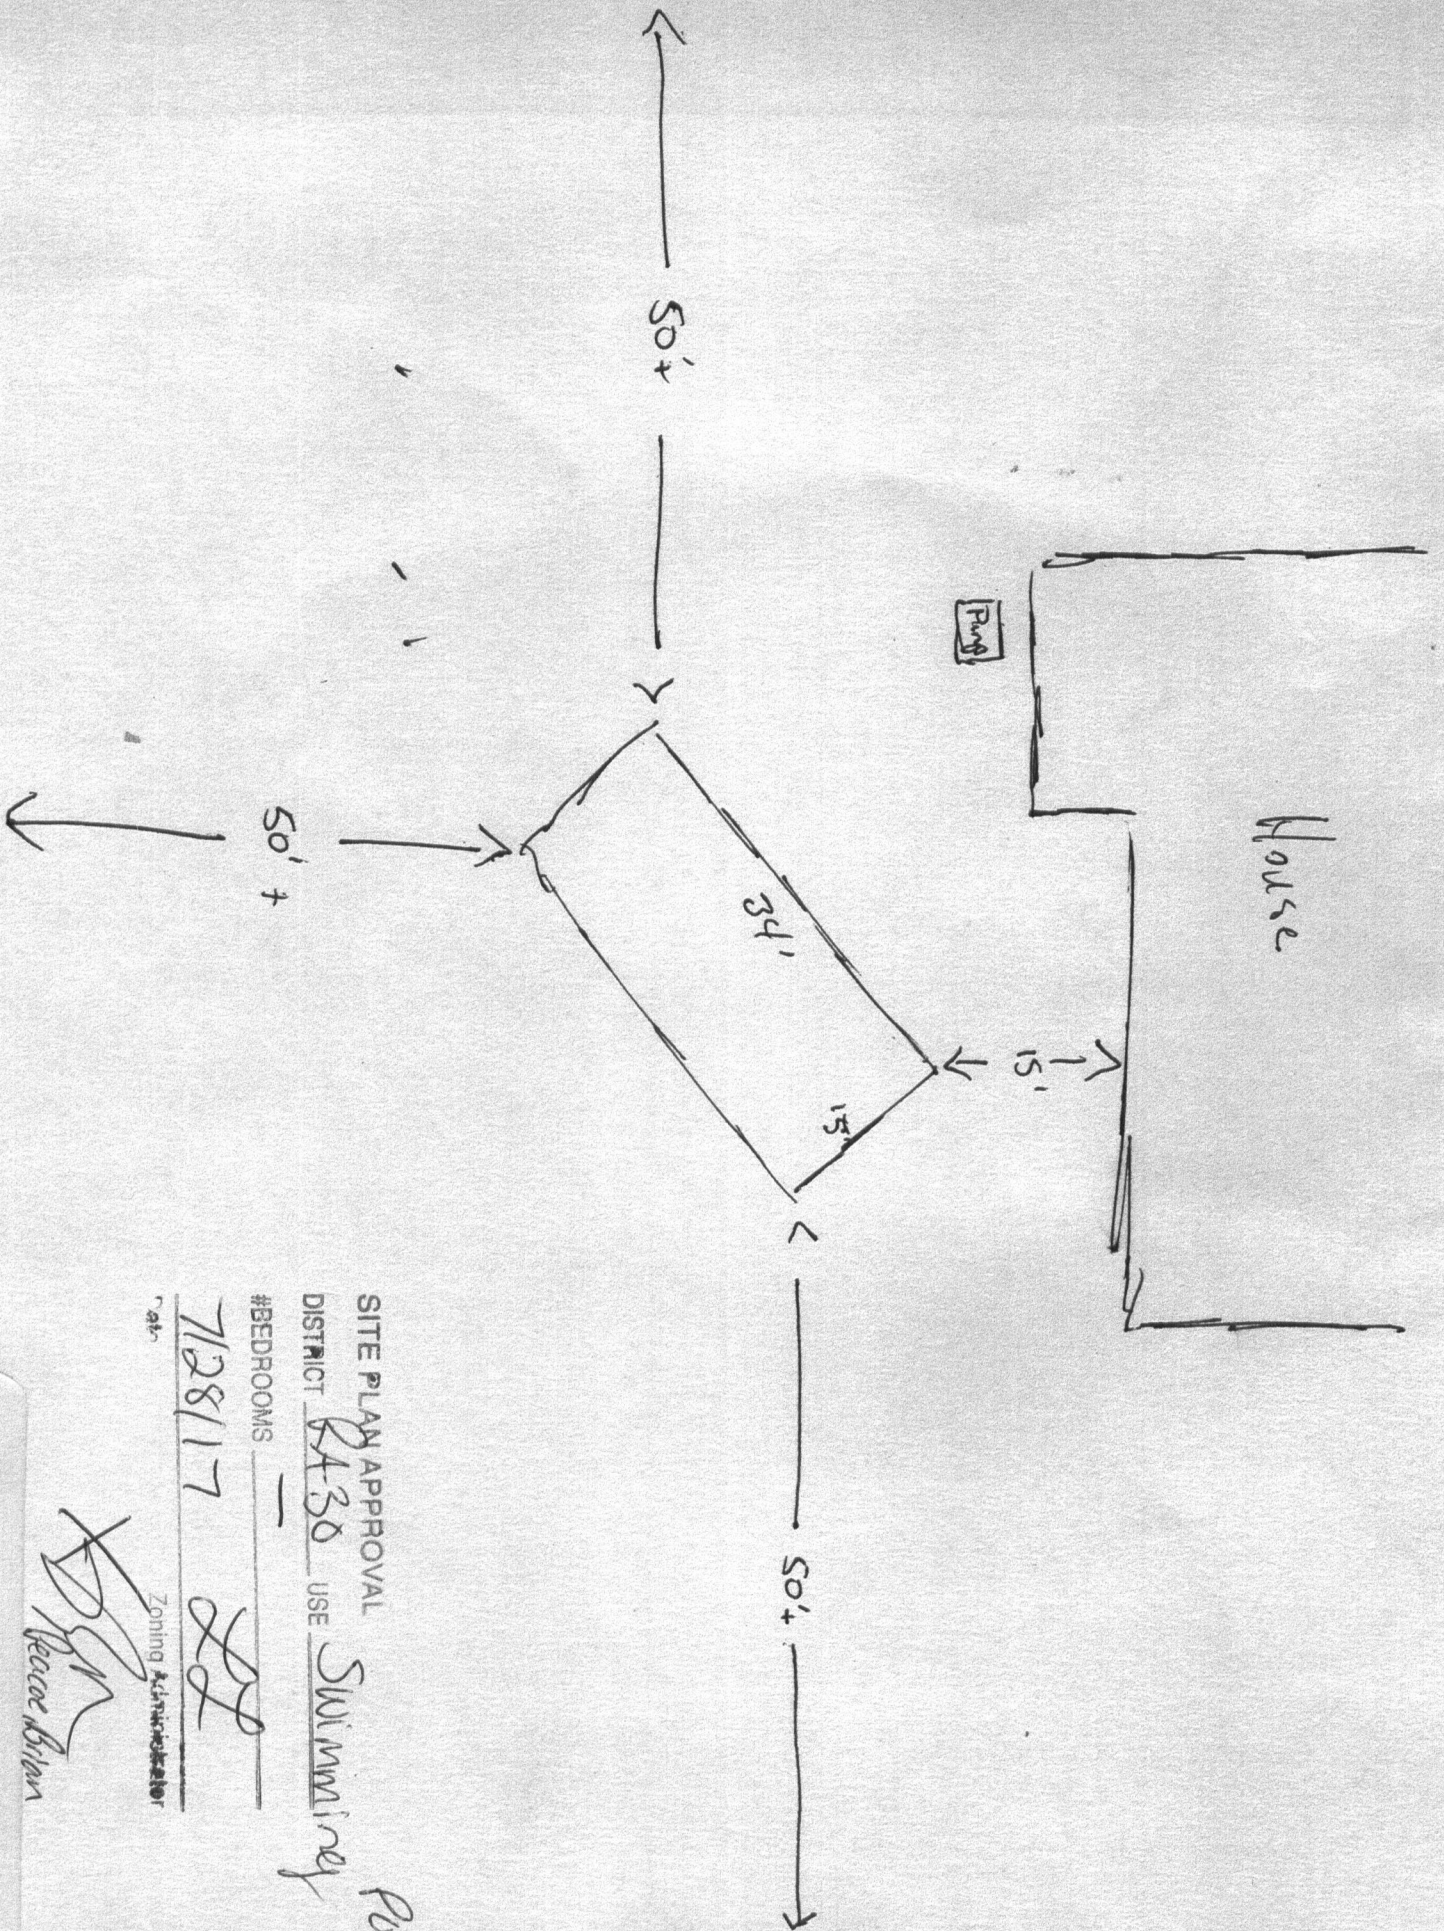 House
Pump
15'
34'
15'
50'+
50'+
50'+
SITE PLAN APPROVAL
DISTRICT RA-30 USE Swimming
#BEDROOMS —
7/28/17
Date Zoning Administrator
Brian